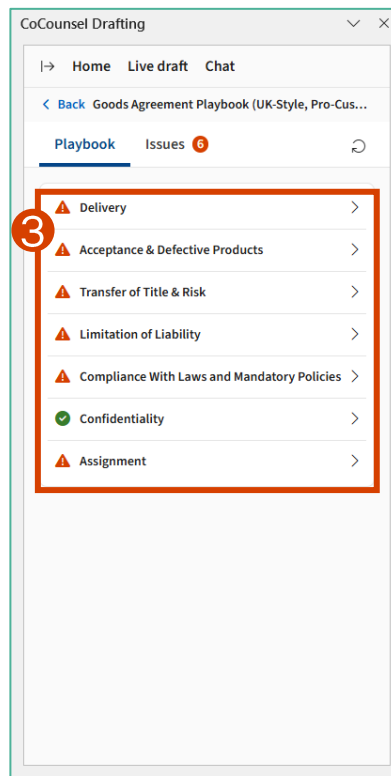 CoCounsel Drafting
Home Live draft Chat
Back Goods Agreement Playbook (UK-Style, Pro-Cus...
Playbook Issues 6
3
Delivery
Acceptance & Defective Products
Transfer of Title & Risk
Limitation of Liability
Compliance With Laws and Mandatory Policies
Confidentiality
Assignment